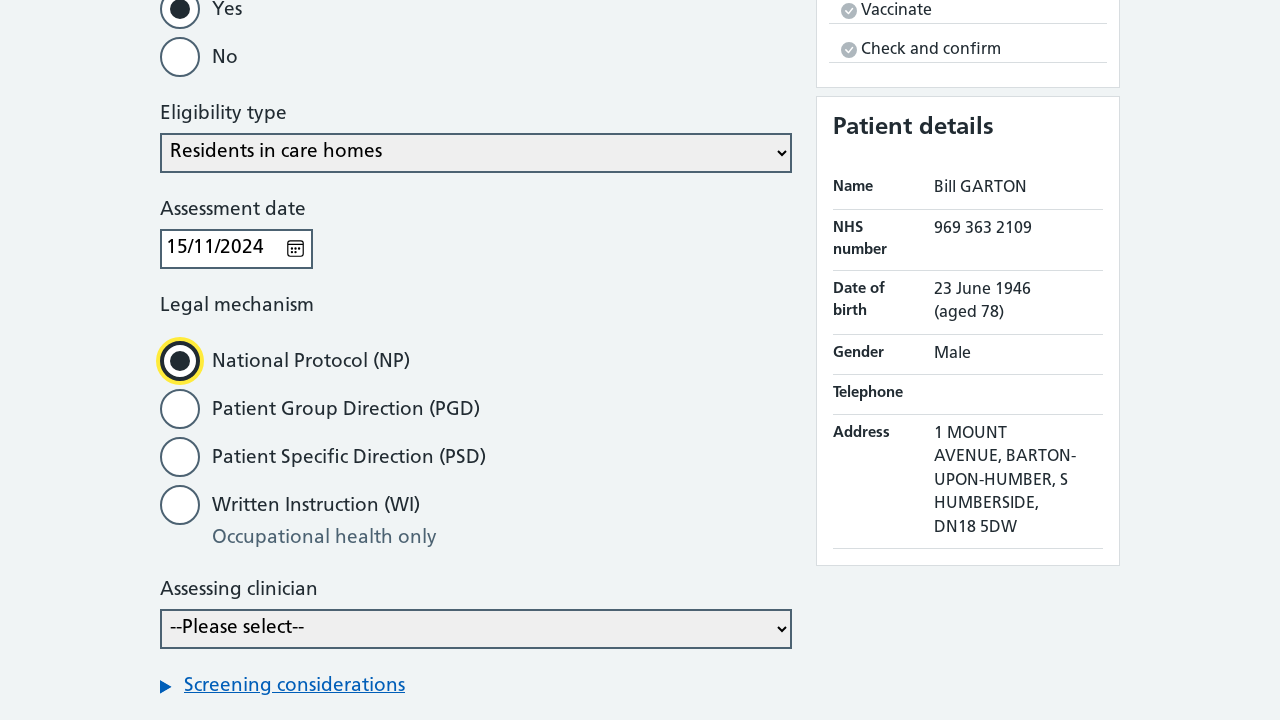 Yes
No
Eligibility type
Residents in care homes
Assessment date
15/11/2024
Legal mechanism
National Protocol (NP)
Patient Group Direction (PGD)
Patient Specific Direction (PSD)
Written Instruction (WI)
Occupational health only
Assessing clinician
--Please select--
Screening considerations
Vaccinate
Check and confirm
Patient details
Name Bill GARTON
NHS number 969 363 2109
Date of birth 23 June 1946 (aged 78)
Gender Male
Telephone
Address 1 MOUNT
AVENUE, BARTON-
UPON-HUMBER, S
HUMBERSIDE,
DN18 5DW